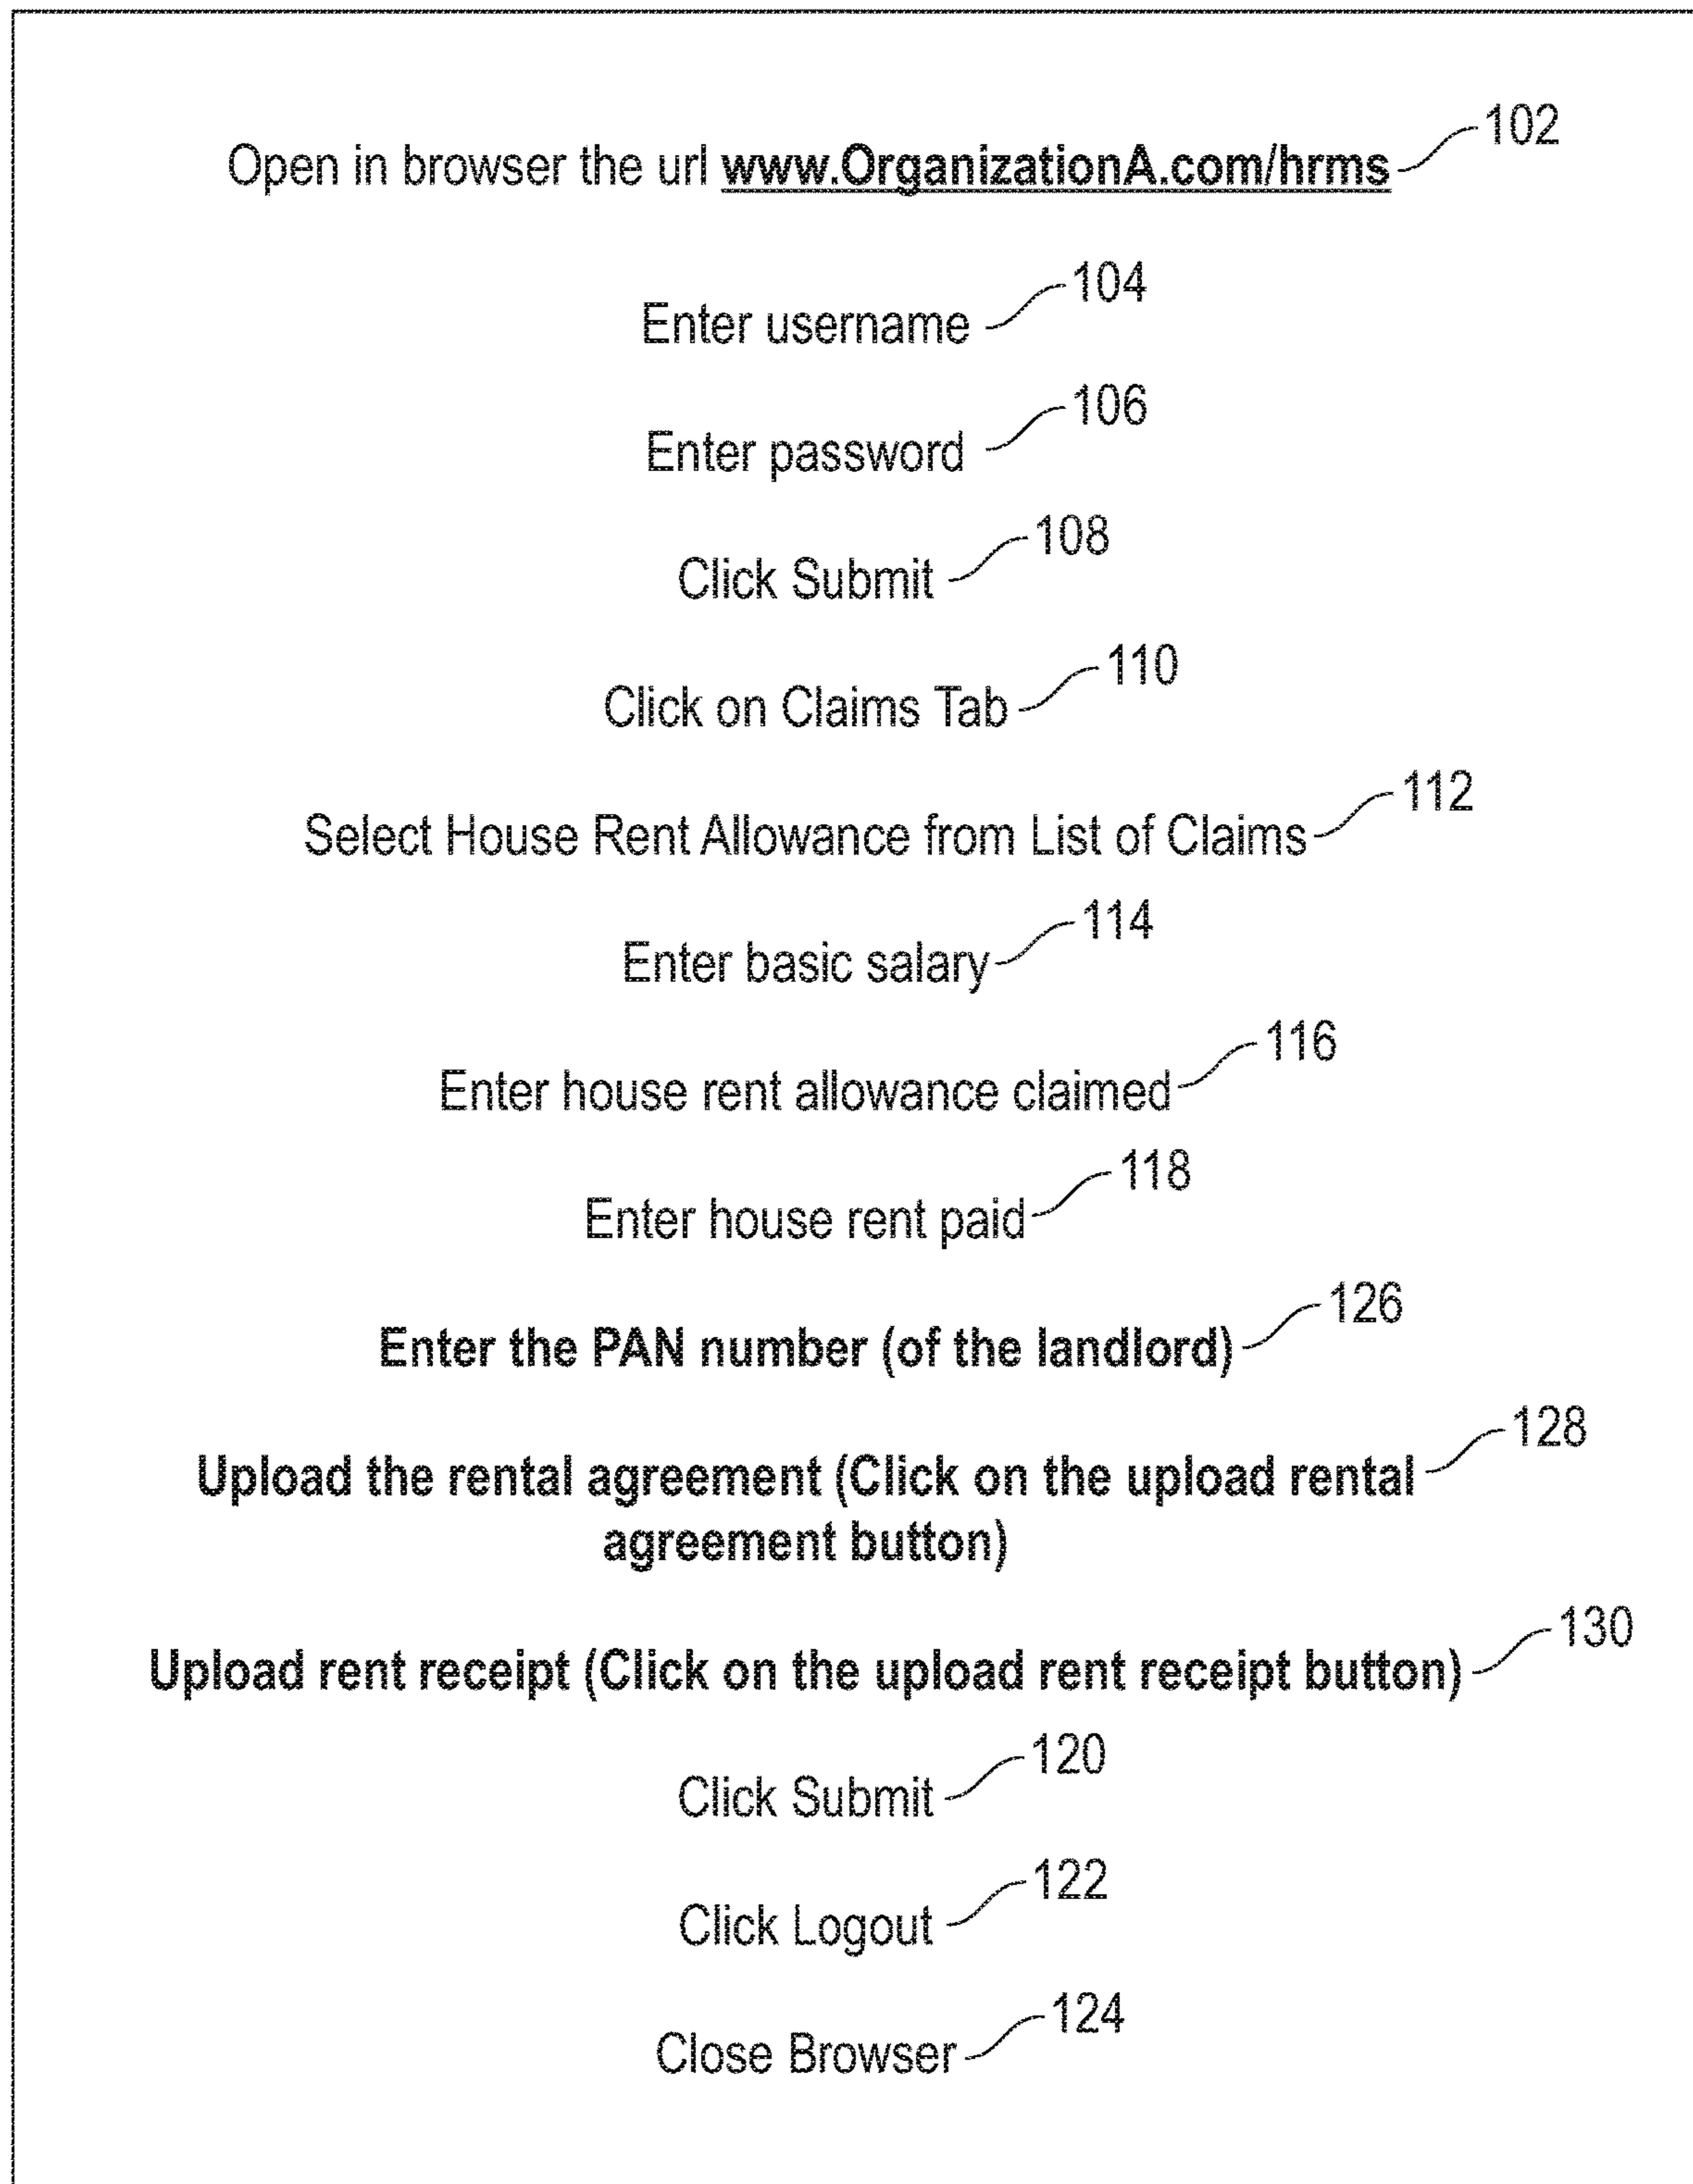 Open in browser the url www.OrganizationA.com/hrms 102
Enter username 104
Enter password 106
Click Submit 108
Click on Claims Tab 110
Select House Rent Allowance from List of Claims 112
Enter basic salary 114
Enter house rent allowance claimed 116
Enter house rent paid 118
Enter the PAN number (of the landlord) 126
Upload the rental agreement (Click on the upload rental 128
agreement button)
Upload rent receipt (Click on the upload rent receipt button) 130
Click Submit 120
Click Logout 122
Close Browser 124